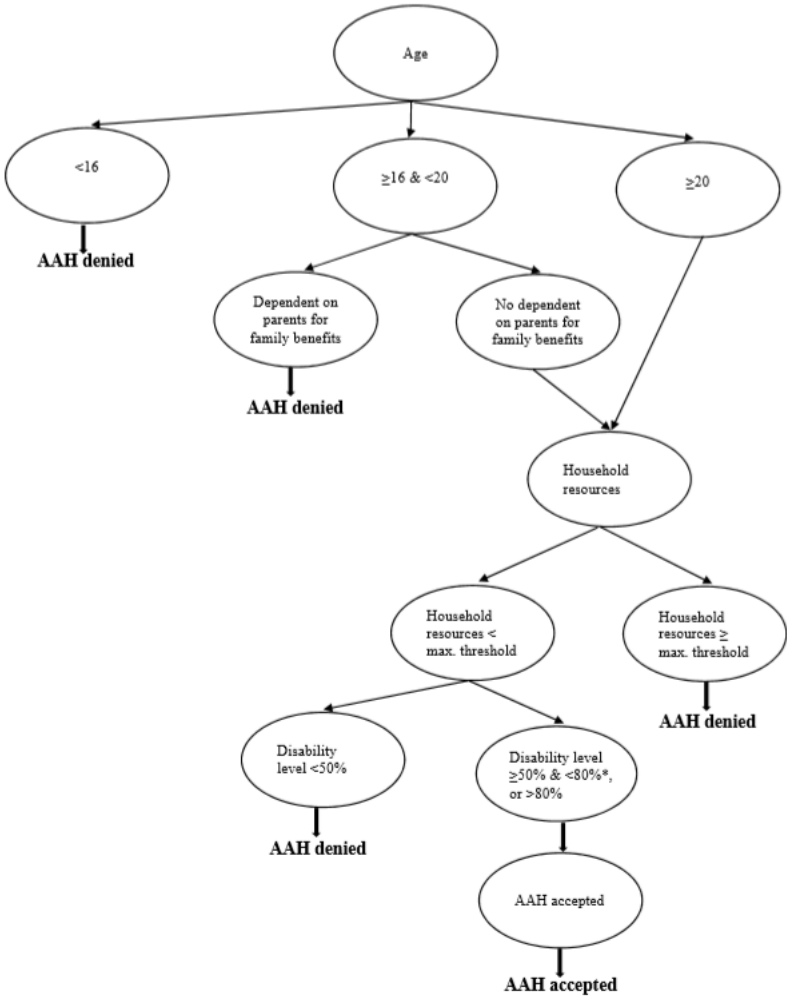 Age
<16
≥16 & <20
≥20
AAH denied
Dependent on
parents for
family benefits
No dependent
on parents for
family benefits
AAH denied
Household
resources
Household
resources <
max. threshold
Household
resources ≥
max. threshold
AAH denied
Disability
level <50%
Disability level
≥50% & <80%*,
or >80%
AAH denied
AAH accepted
AAH accepted